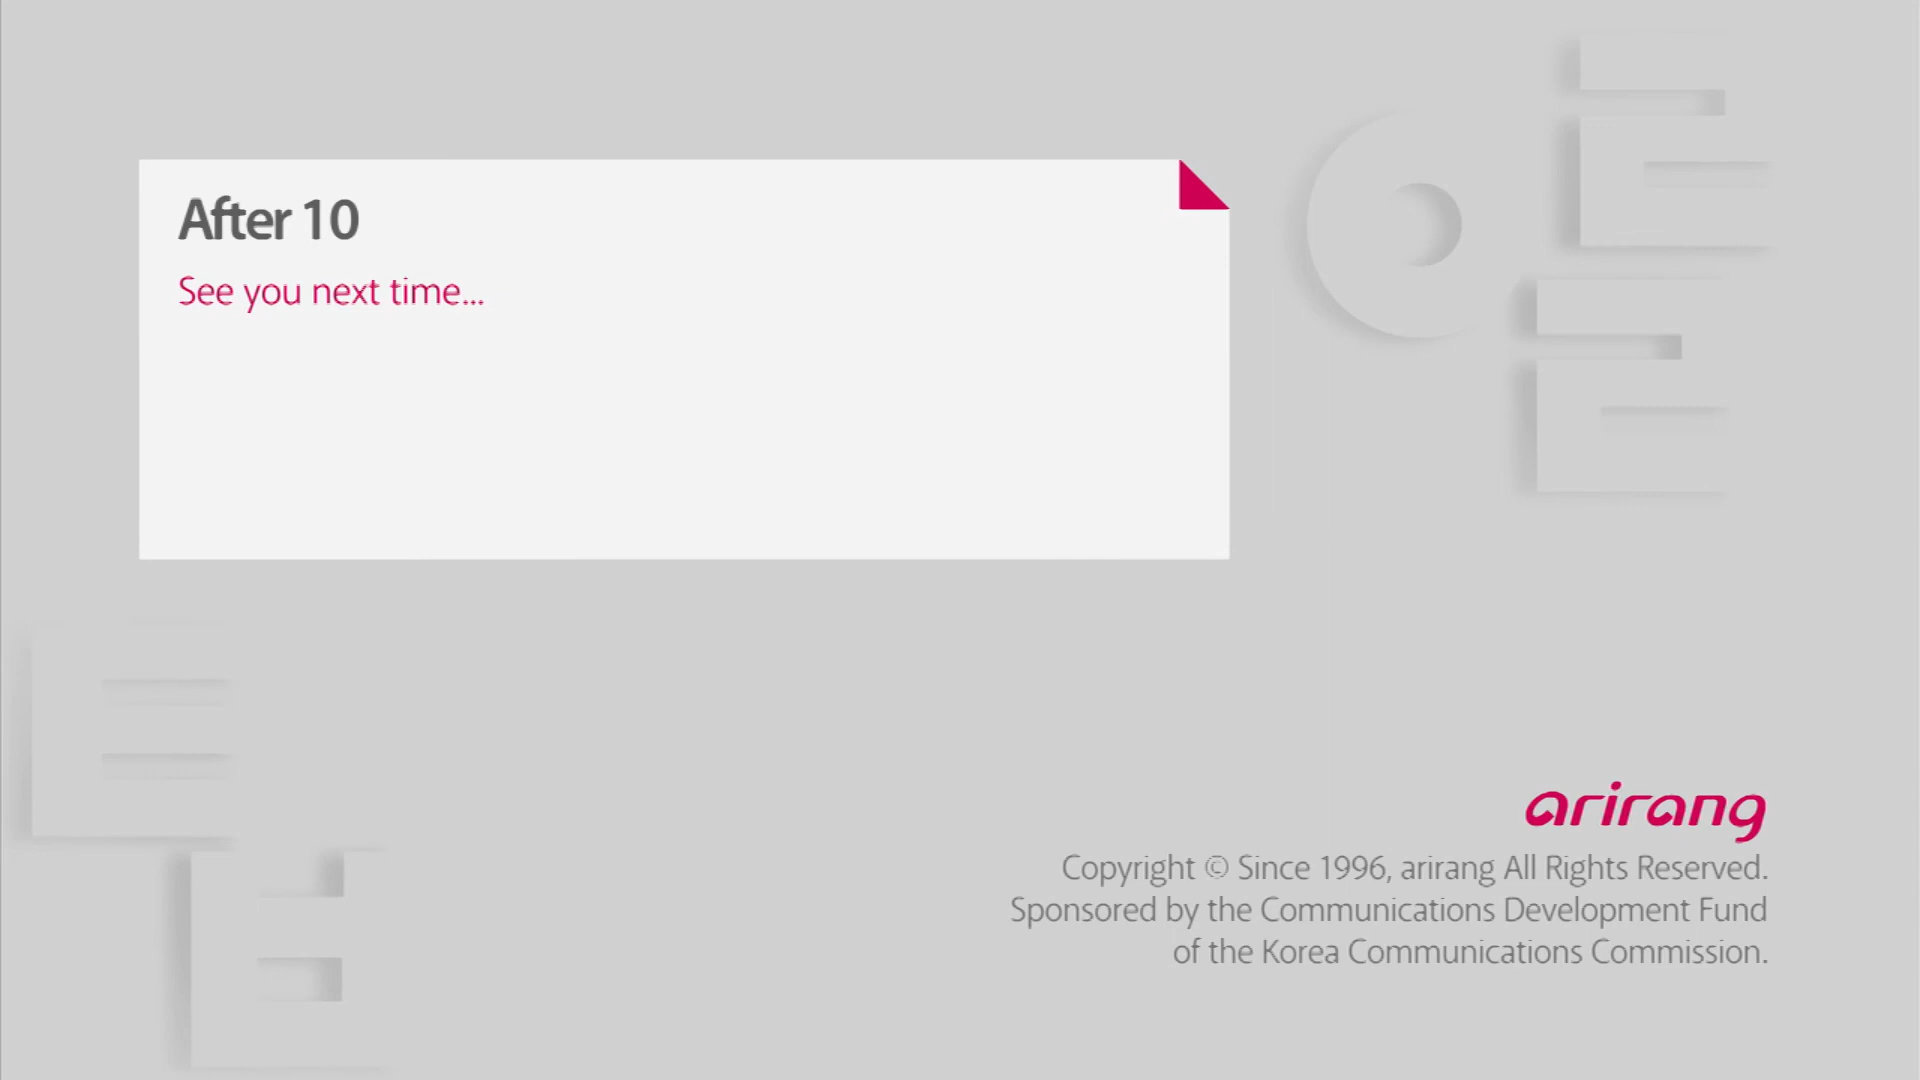 After 10
See you next time...
arirang
Copyright © Since 1996, arirang All Rights Reserved.
Sponsored by the Communications Development Fund
of the Korea Communications Commission.